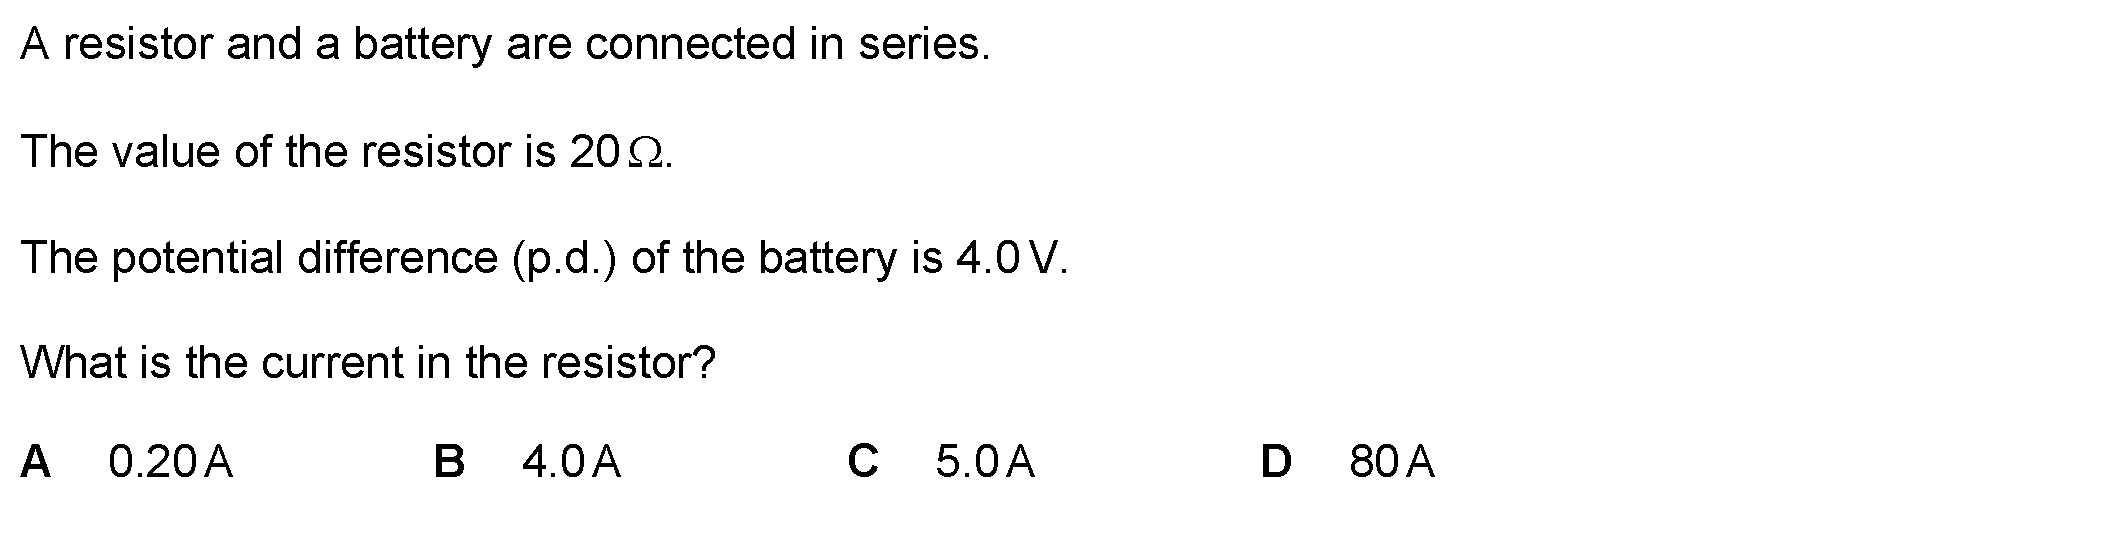 A resistor and a battery are connected in series.
The value of the resistor is 20 Ω.
The potential difference (p.d.) of the battery is 4.0 V.
What is the current in the resistor?
A 0.20 A B 4.0 A C 5.0 A D 80 A